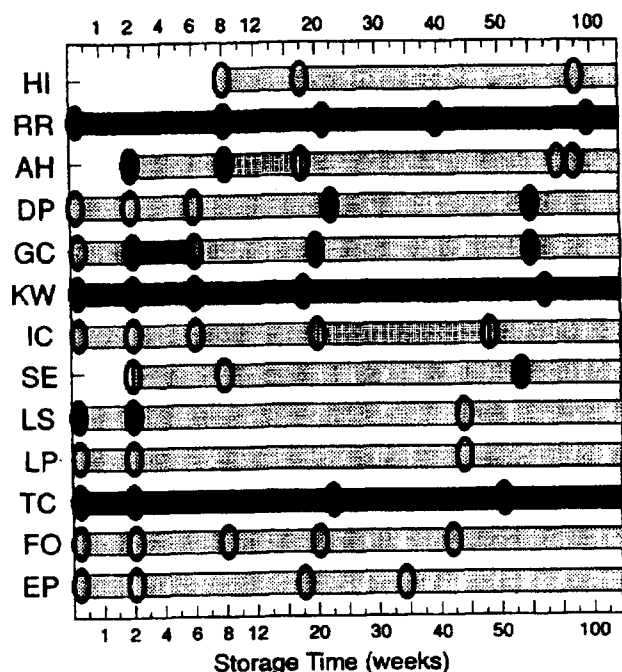 1 2 4 6 8 12 20 30 40 50 100
HI
RR
AH
DP
GC
KW
IC
SE
LS
LP
TC
FO
EP
1 2 4 6 8 12 20 30 40 50 100
Storage Time (weeks)